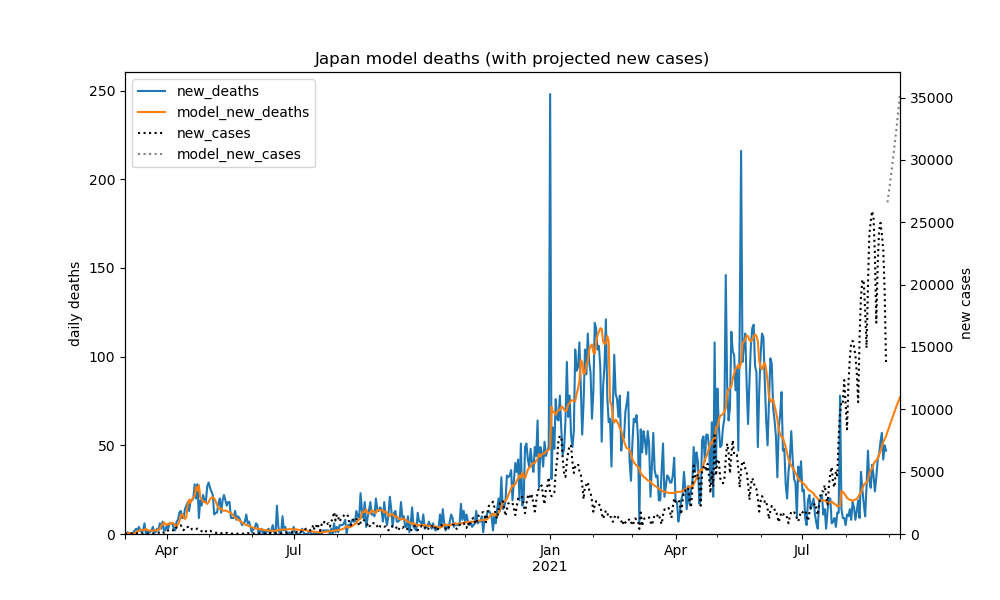 Japan model deaths (with projected new cases)
new_deaths
model_new_deaths
new_cases
model_new_cases
daily deaths
250
200
150
100
50
0
new cases
35000
30000
25000
20000
15000
10000
5000
0
Apr
Jul
Oct
Jan
2021
Apr
Jul